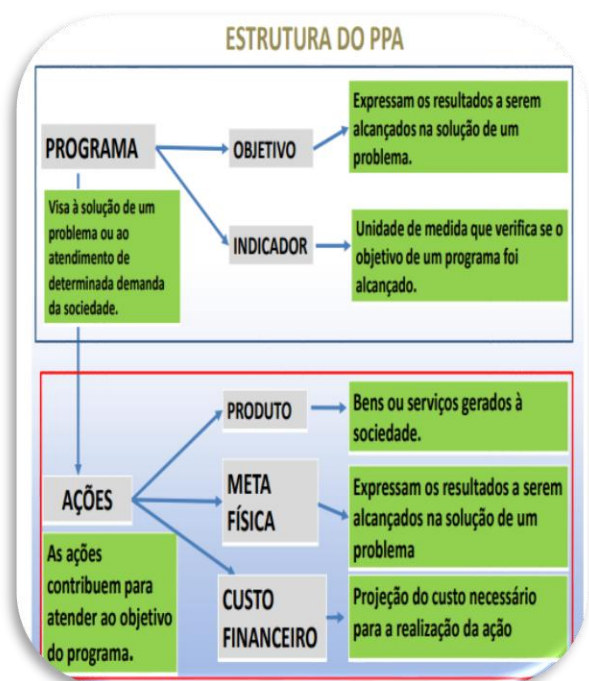 ESTRUTURA DO PPA
PROGRAMA
Visa à solução de um
problema ou ao
atendimento de
determinada demanda
da sociedade.
OBJETIVO
Expressam os resultados a serem
alcançados na solução de um
problema.
INDICADOR
Unidade de medida que verifica se o
objetivo de um programa foi
alcançado.
AÇÕES
As ações
contribuem para
atender ao objetivo
do programa.
PRODUTO
Bens ou serviços gerados à
sociedade.
META
FÍSICA
Expressam os resultados a serem
alcançados na solução de um
problema
CUSTO
FINANCEIRO
Projeção do custo necessário
para a realização da ação